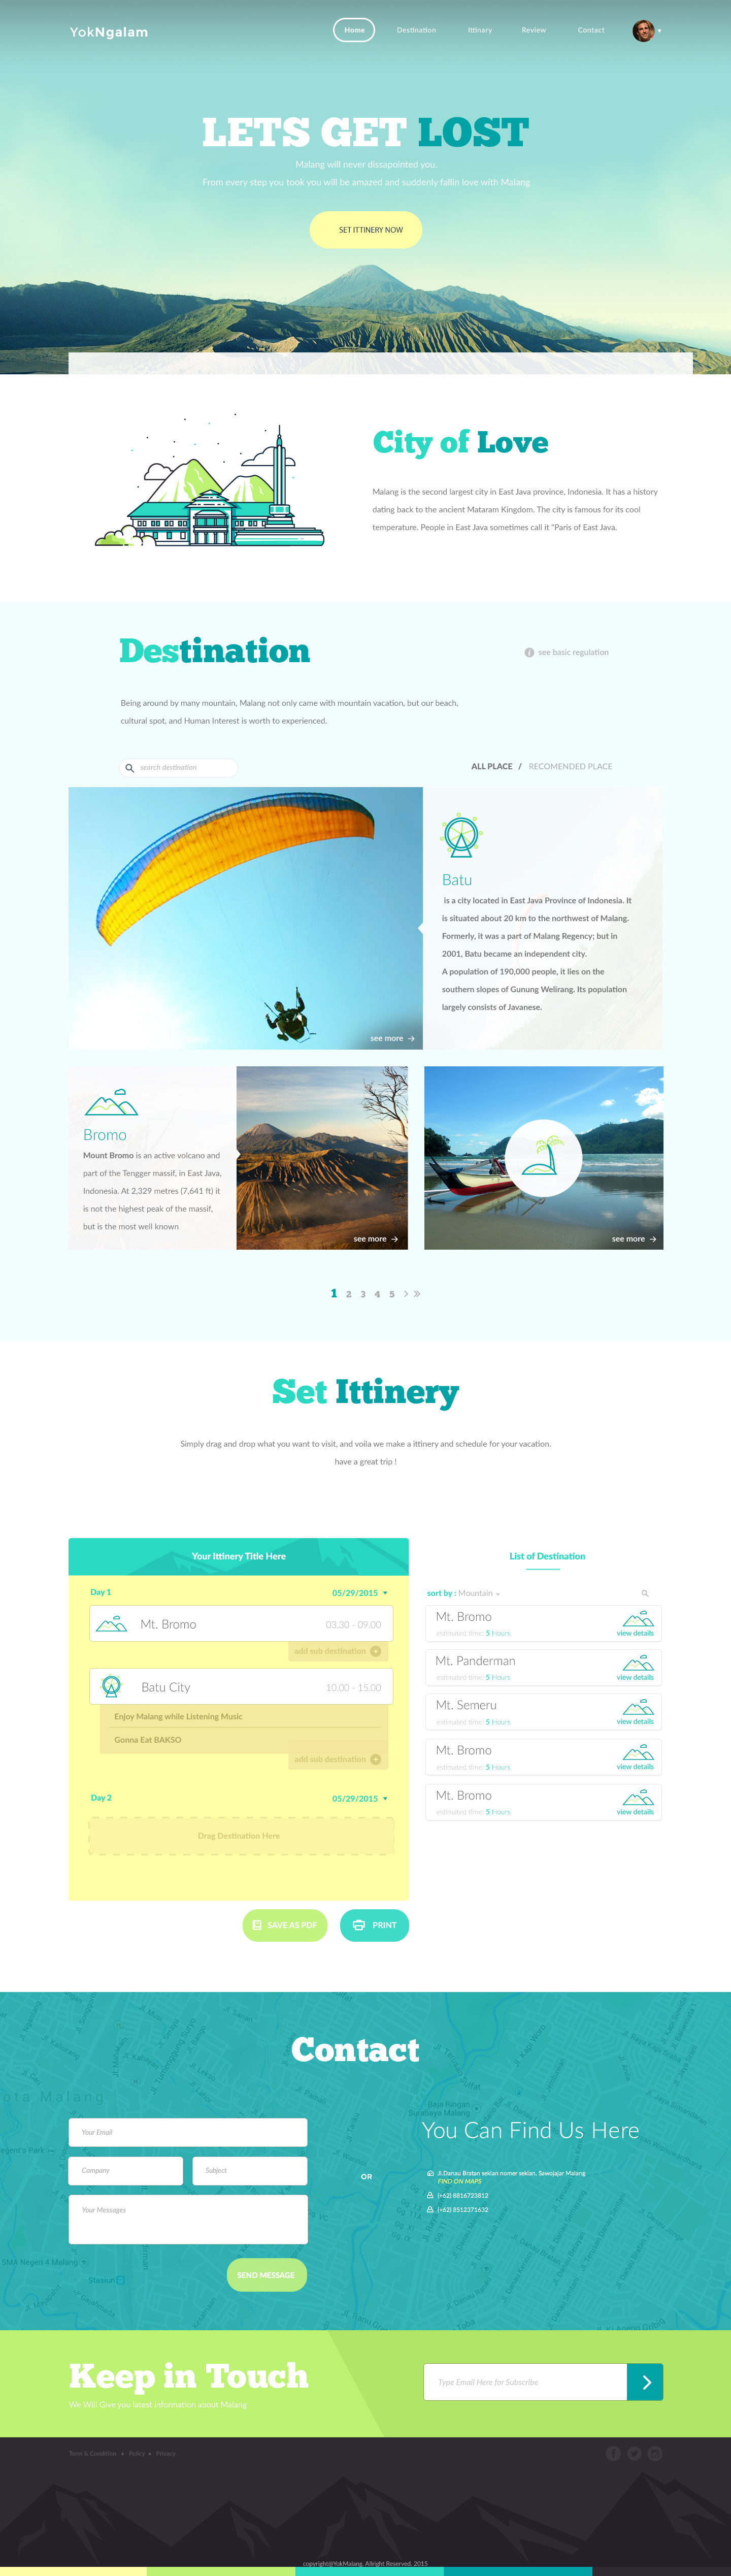 YokNgalam
Home Destination Ittinary Review Contact
LETS GET LOST
Malang will never dissapointed you.
From every step you took you will be amazed and suddenly fallin love with Malang
SET ITTINERY NOW
City of Love
Malang is the second largest city in East Java province, Indonesia. It has a history
dating back to the ancient Mataram Kingdom. The city is famous for its cool
temperature. People in East Java sometimes call it "Paris of East Java.
Destination
see basic regulation
Being around by many mountain, Malang not only came with mountain vacation, but our beach,
cultural spot, and Human Interest is worth to experienced.
search destination
ALL PLACE / RECOMENDED PLACE
Batu
is a city located in East Java Province of Indonesia. It
is situated about 20 km to the northwest of Malang.
Formerly, it was a part of Malang Regency; but in
2001, Batu became an independent city.
A population of 190,000 people, it lies on the
southern slopes of Gunung Welirang. Its population
largely consists of Javanese.
see more
Bromo
Mount Bromo is an active volcano and
part of the Tengger massif, in East Java,
Indonesia. At 2,329 metres (7,641 ft) it
is not the highest peak of the massif,
but is the most well known
see more
see more
1 2 3 4 5 > »
Set Ittinery
Simply drag and drop what you want to visit, and voila we make a ittinery and schedule for your vacation.
have a great trip !
Your Ittinery Title Here
Day 1 05/29/2015
Mt. Bromo 03.30 - 09.00
add sub destination
Batu City 10.00 - 15.00
Enjoy Malang while Listening Music
Gonna Eat BAKSO
add sub destination
Day 2 05/29/2015
Drag Destination Here
SAVE AS PDF
PRINT
List of Destination
sort by : Mountain
Mt. Bromo
estimated time: 5 Hours view details
Mt. Panderman
estimated time: 5 Hours view details
Mt. Semeru
estimated time: 5 Hours view details
Mt. Bromo
estimated time: 5 Hours view details
Mt. Bromo
estimated time: 5 Hours view details
Contact
Your Email
Company
Subject
Your Messages
SEND MESSAGE
OR
You Can Find Us Here
Jl.Danau Bratan sekian nomer sekian, Sawojajar Malang
FIND ON MAPS
(+62) 8816723812
(+62) 8512371632
ota Malang
SMA Negeri 4 Malang
Stasiun
Keep in Touch
We Will Give you latest information about Malang
Type Email Here for Subscribe
Term & Condition • Policy • Privacy
copyright@YokMalang. Allright Reserved. 2015